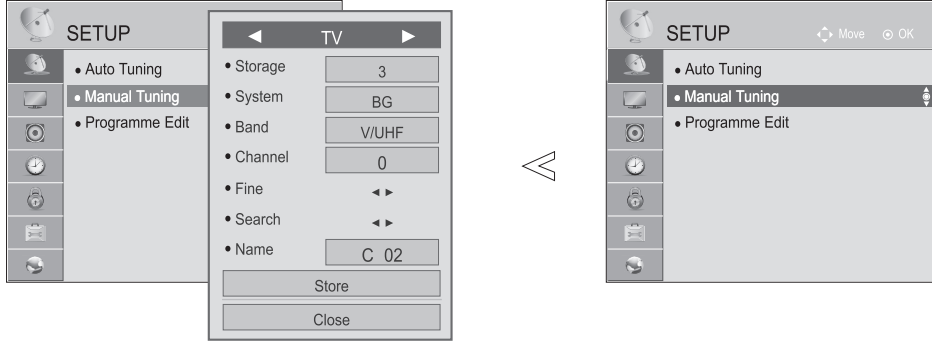 SETUP
• Auto Tuning
• Manual Tuning
• Programme Edit
◄ TV ►
• Storage 3
• System BG
• Band V/UHF
• Channel 0
• Fine ◄ ►
• Search ◄ ►
• Name C 02
Store
Close
SETUP Move OK
• Auto Tuning
• Manual Tuning
• Programme Edit